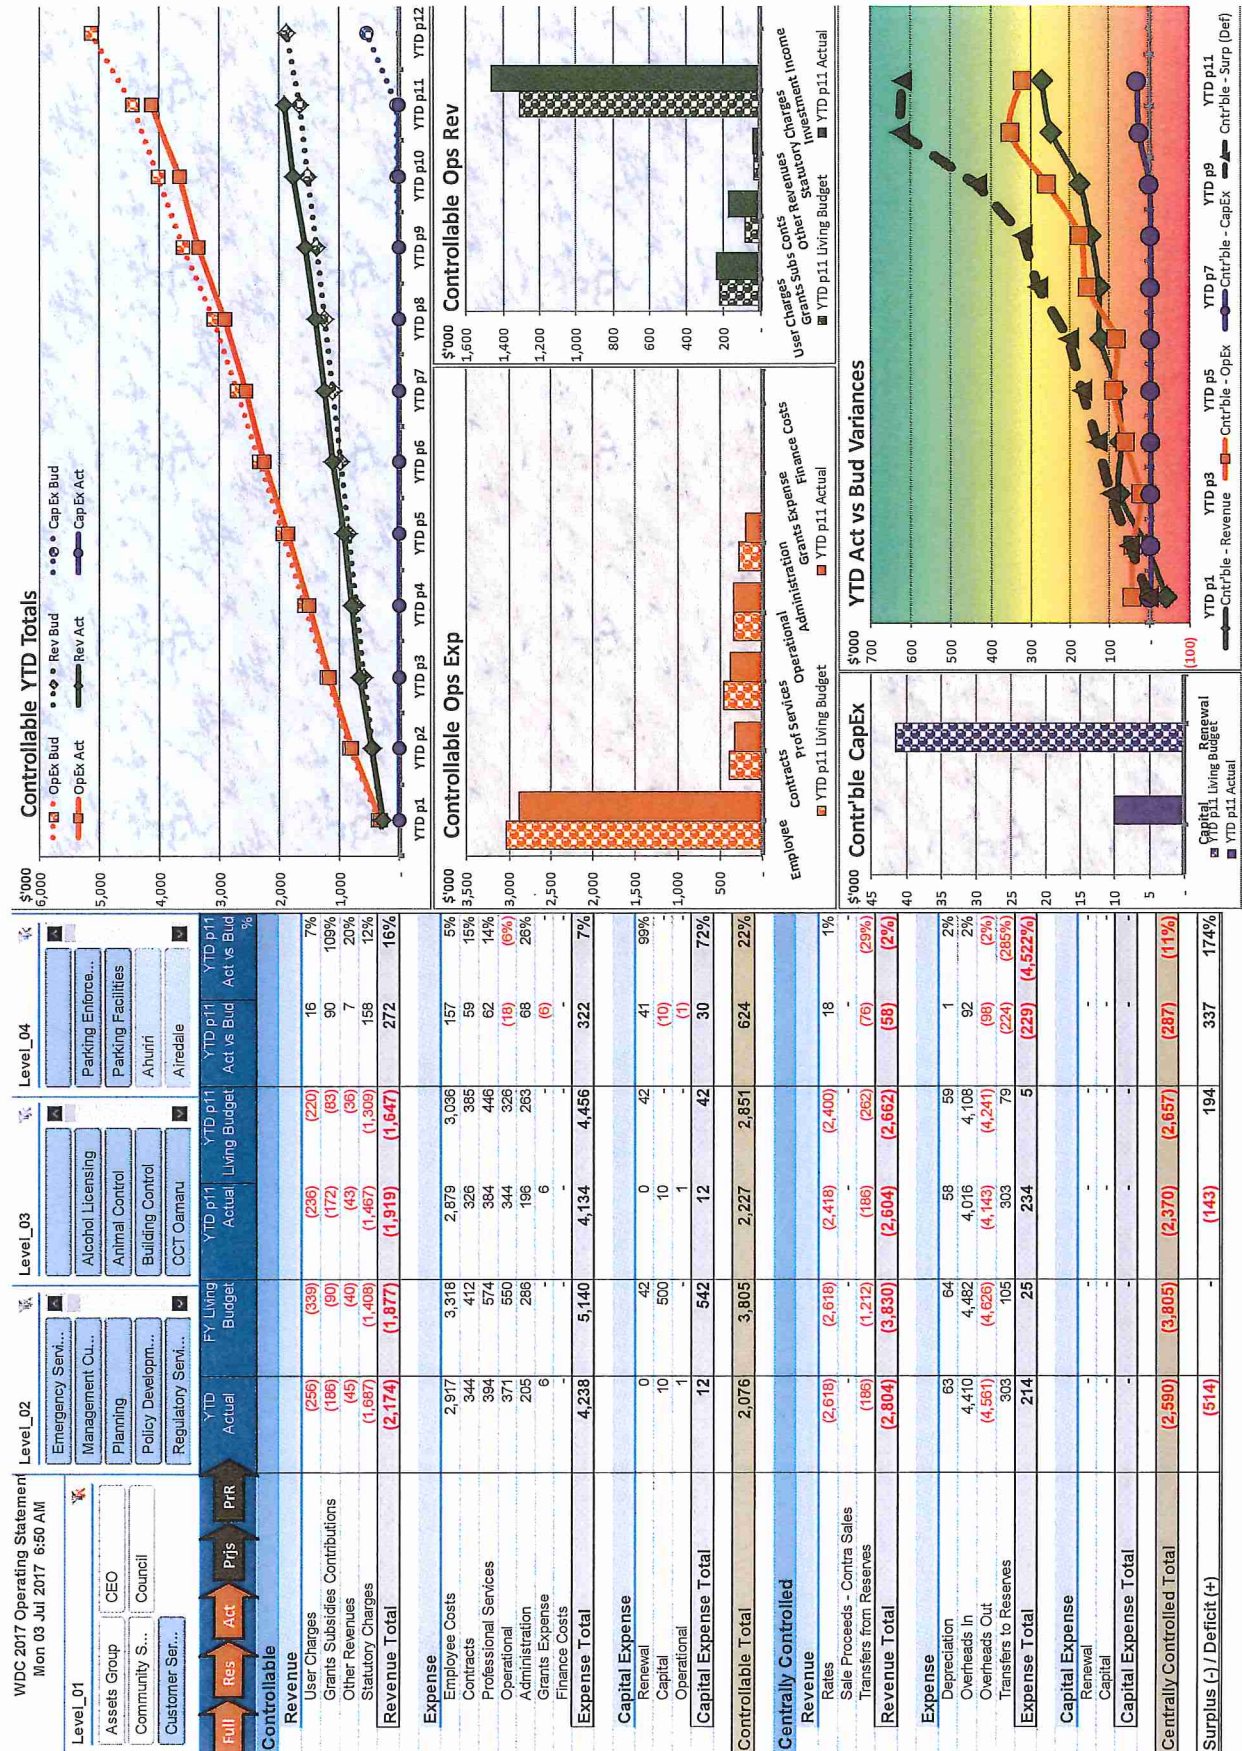 WDC 2017 Operating Statement
Mon 03 Jul 2017 6:50 AM
Level_01
Assets Group CEO
Community S... Council
Customer Ser...
Level_02
Emergency Servi...
Management Cu...
Planning
Policy Developm...
Regulatory Servi...
Level_03
Alcohol Licensing
Animal Control
Building Control
CCT Oamaru
Level_04
Parking Enforce...
Parking Facilities
Ahuriri
Airedale
Full Res Act Prjs PrR
YTD Actual FY Living Budget YTD p11 Actual YTD p11 Living Budget YTD p11 Act vs Bud YTD p11 Act vs Bud %
Controllable
Revenue
User Charges (256) (339) (236) (220) 16 7%
Grants Subsidies Contributions (186) (90) (172) (83) 90 109%
Other Revenues (45) (40) (43) (36) 7 20%
Statutory Charges (1,687) (1,408) (1,467) (1,309) 158 12%
Revenue Total (2,174) (1,877) (1,919) (1,647) 272 16%
Expense
Employee Costs 2,917 3,318 2,879 3,036 157 5%
Contracts 344 412 326 385 59 15%
Professional Services 394 574 384 446 62 14%
Operational 371 550 344 326 (18) (6%)
Administration 205 286 196 263 68 26%
Grants Expense 6 - 6 - (6) -
Finance Costs - - - - - -
Expense Total 4,238 5,140 4,134 4,456 322 7%
Capital Expense
Renewal 0 42 0 42 41 99%
Capital 10 500 10 - (10) -
Operational 1 - 1 - (1) -
Capital Expense Total 12 542 12 42 30 72%
Controllable Total 2,076 3,805 2,227 2,851 624 22%
Centrally Controlled
Revenue
Rates (2,618) (2,618) (2,418) (2,400) 18 1%
Sale Proceeds - Contra Sales - - - - -
Transfers from Reserves (186) (1,212) (186) (262) (76) (29%)
Revenue Total (2,804) (3,830) (2,604) (2,662) (58) (2%)
Expense
Depreciation 63 64 58 59 1 2%
Overheads In 4,410 4,482 4,016 4,108 92 2%
Overheads Out (4,561) (4,626) (4,143) (4,241) (98) (2%)
Transfers to Reserves 303 105 303 79 (224) (285%)
Expense Total 214 25 234 5 (229) (4,522%)
Capital Expense
Renewal - - - - - -
Capital - - - - - -
Capital Expense Total - - - - - -
Centrally Controlled Total (2,590) (3,805) (2,370) (2,657) (287) (11%)
Surplus (-) / Deficit (+) (514) - (143) 194 337 174%
Controllable YTD Totals
$'000
6,000
5,000
4,000
3,000
2,000
1,000
-
OpEx Bud Rev Bud Cap Ex Bud
OpEx Act Rev Act Cap Ex Act
YTD p1 YTD p2 YTD p3 YTD p4 YTD p5 YTD p6 YTD p7 YTD p8 YTD p9 YTD p10 YTD p11 YTD p12
Controllable Ops Exp
$'000
3,500
3,000
2,500
2,000
1,500
1,000
500
-
Employee Contracts Prof Services Operational Administration Grants Expense Finance Costs
YTD p11 Living Budget YTD p11 Actual
Controllable Ops Rev
$'000
1,600
1,400
1,200
1,000
800
600
400
200
-
User Charges Grants Subs Conts Other Revenues Statutory Charges Investment Income
YTD p11 Living Budget YTD p11 Actual
Contr'ble CapEx
$'000
45
40
35
30
25
20
15
10
5
-
Capital Renewal
YTD p11 Living Budget
YTD p11 Actual
YTD Act vs Bud Variances
$'000
700
600
500
400
300
200
100
-
(100)
YTD p1 YTD p3 YTD p5 YTD p7 YTD p9 YTD p11
Cntr'ble - Revenue Cntr'ble - OpEx Cntr'ble - CapEx Cntr'ble - Surp (Def)